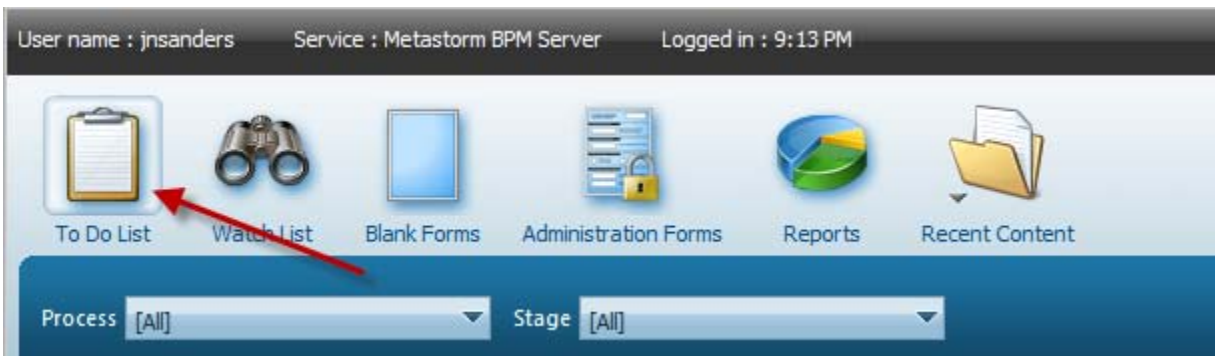 User name : jnsanders Service : Metastorm BPM Server Logged in : 9:13 PM
To Do List Watch List Blank Forms Administration Forms Reports Recent Content
Process [All] Stage [All]